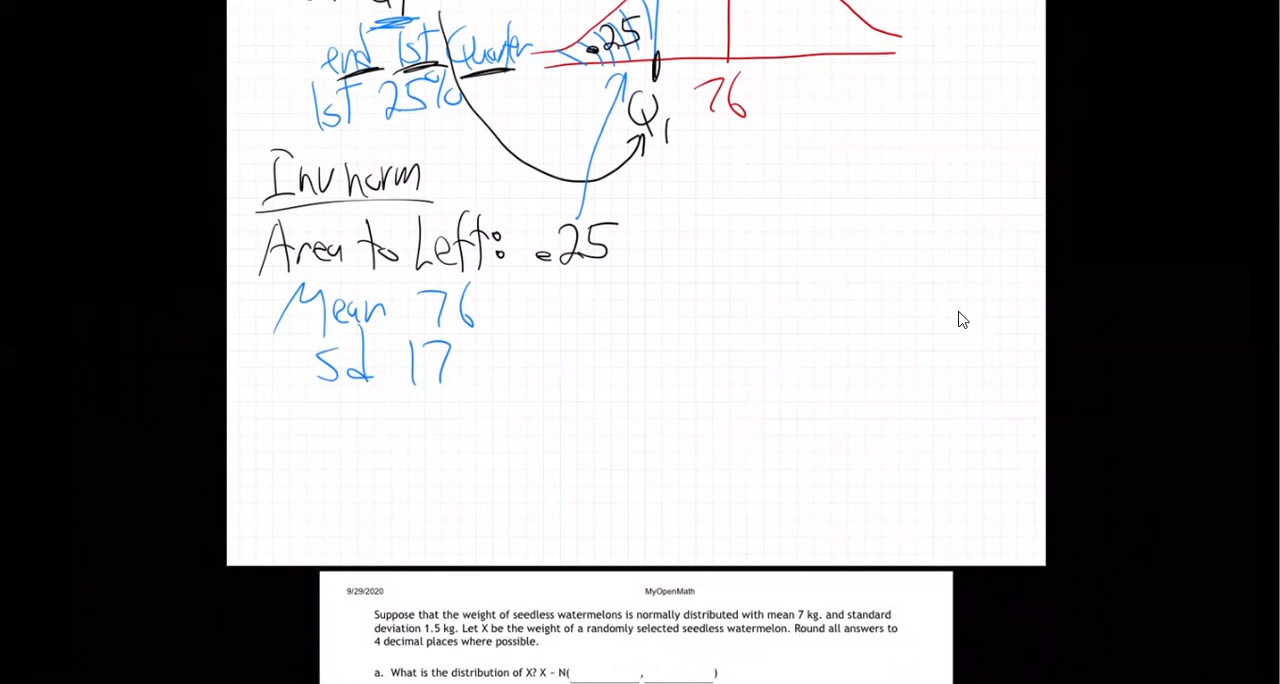 .25
end 1st Quarter
1st 25%
Q1
76
Invnorm
Area to Left: .25
Mean 76
Sd 17
9/29/2020 MyOpenMath
Suppose that the weight of seedless watermelons is normally distributed with mean 7 kg. and standard
deviation 1.5 kg. Let X be the weight of a randomly selected seedless watermelon. Round all answers to
4 decimal places where possible.
a. What is the distribution of X? X ~ N(__________,__________)